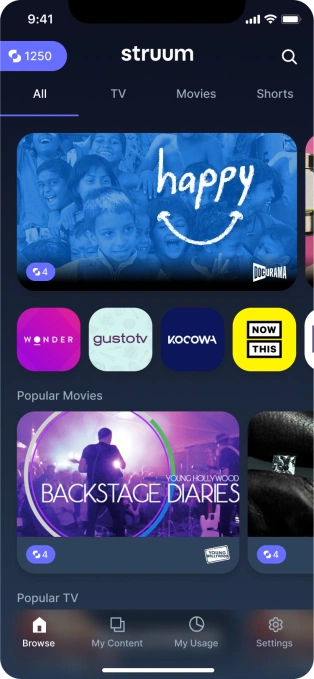 9:41
1250
struum
All
TV
Movies
Shorts
happy
4
DOCURAMA
WONDER
gustotv
KOCOWA
NOW
THIS
Popular Movies
YOUNG HOLLYWOOD
BACKSTAGE DIARIES
4
YOUNG
HOLLYWOOD
4
Popular TV
Browse
My Content
My Usage
Settings